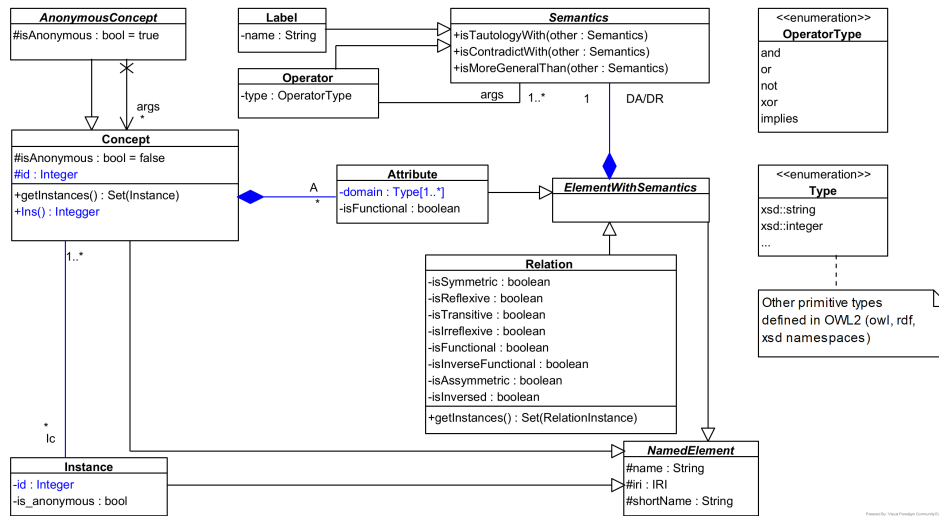 AnonymousConcept
#isAnonymous : bool = true
Label
-name : String
Semantics
+isTautologyWith(other : Semantics)
+isContradictWith(other : Semantics)
+isMoreGeneralThan(other : Semantics)
<<enumeration>>
OperatorType
and
or
not
xor
implies
Operator
-type : OperatorType
args
1..*
1
DA/DR
args
*
Concept
#isAnonymous : bool = false
#id : Integer
+getInstances() : Set(Instance)
+Ins() : Integger
A
*
Attribute
-domain : Type[1..*]
-isFunctional : boolean
ElementWithSemantics
<<enumeration>>
Type
xsd::string
xsd::integer
...
1..*
Relation
-isSymmetric : boolean
-isReflexive : boolean
-isTransitive : boolean
-isIrreflexive : boolean
-isFunctional : boolean
-isInverseFunctional : boolean
-isAssymmetric : boolean
-isInversed : boolean
+getInstances() : Set(RelationInstance)
Other primitive types
defined in OWL2 (owl, rdf,
xsd namespaces)
*
Ic
Instance
-id : Integer
-is_anonymous : bool
NamedElement
#name : String
#iri : IRI
#shortName : String